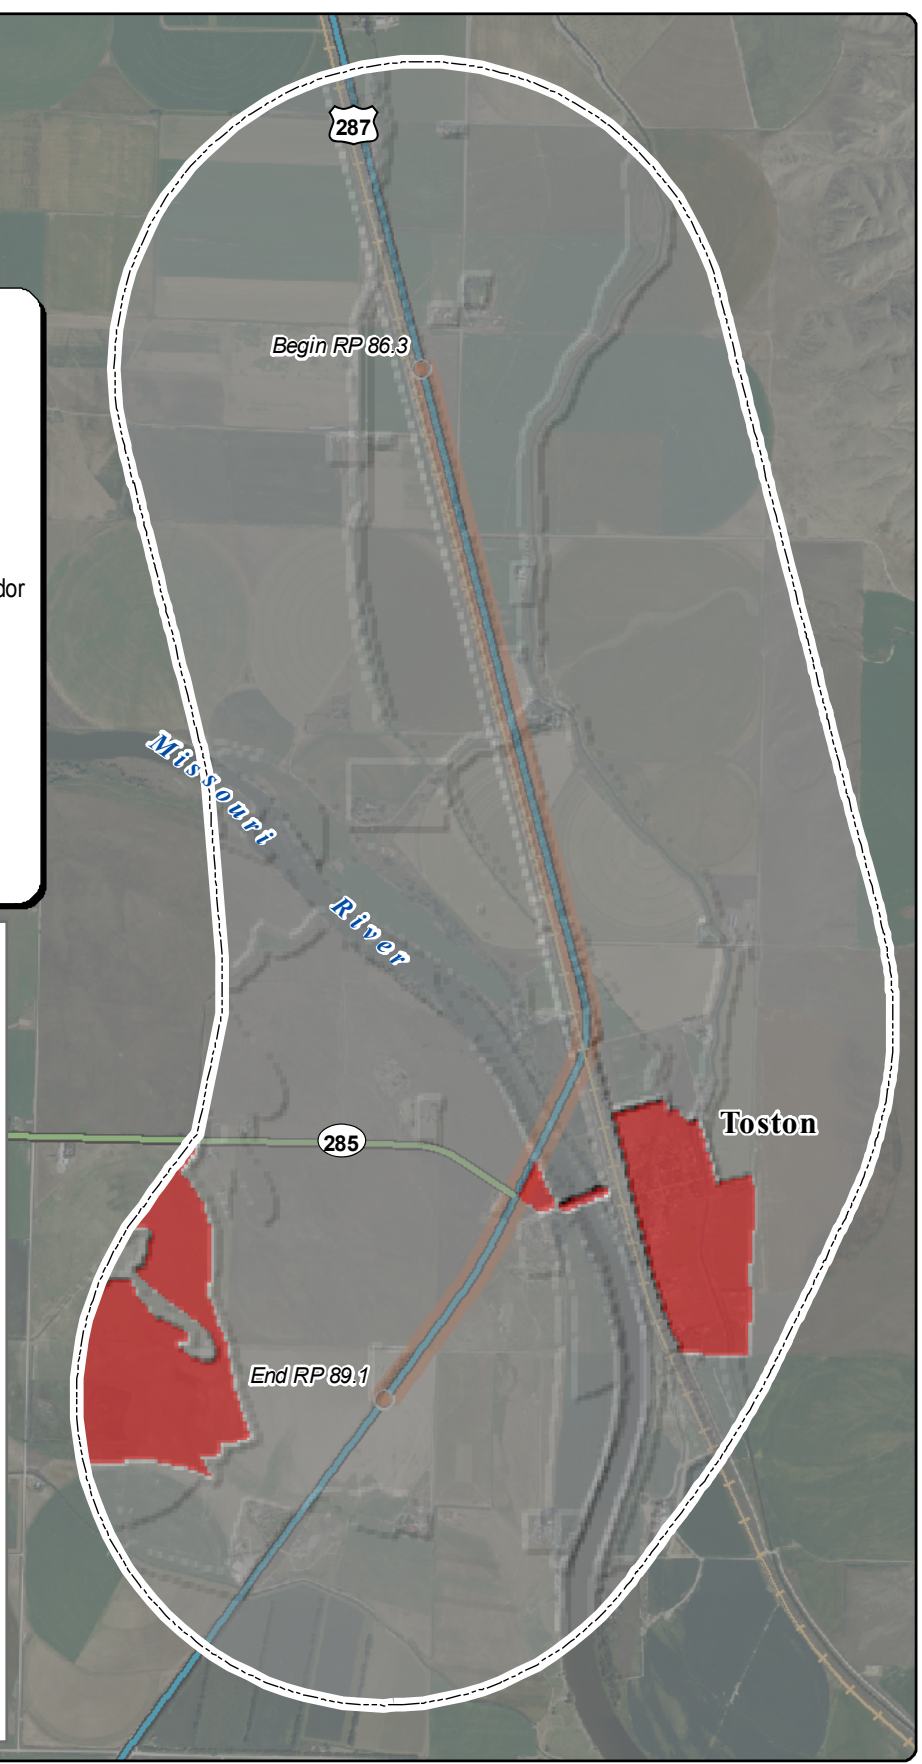 287
Begin RP 86.3
dor
Missouri
River
Toston
285
End RP 89.1